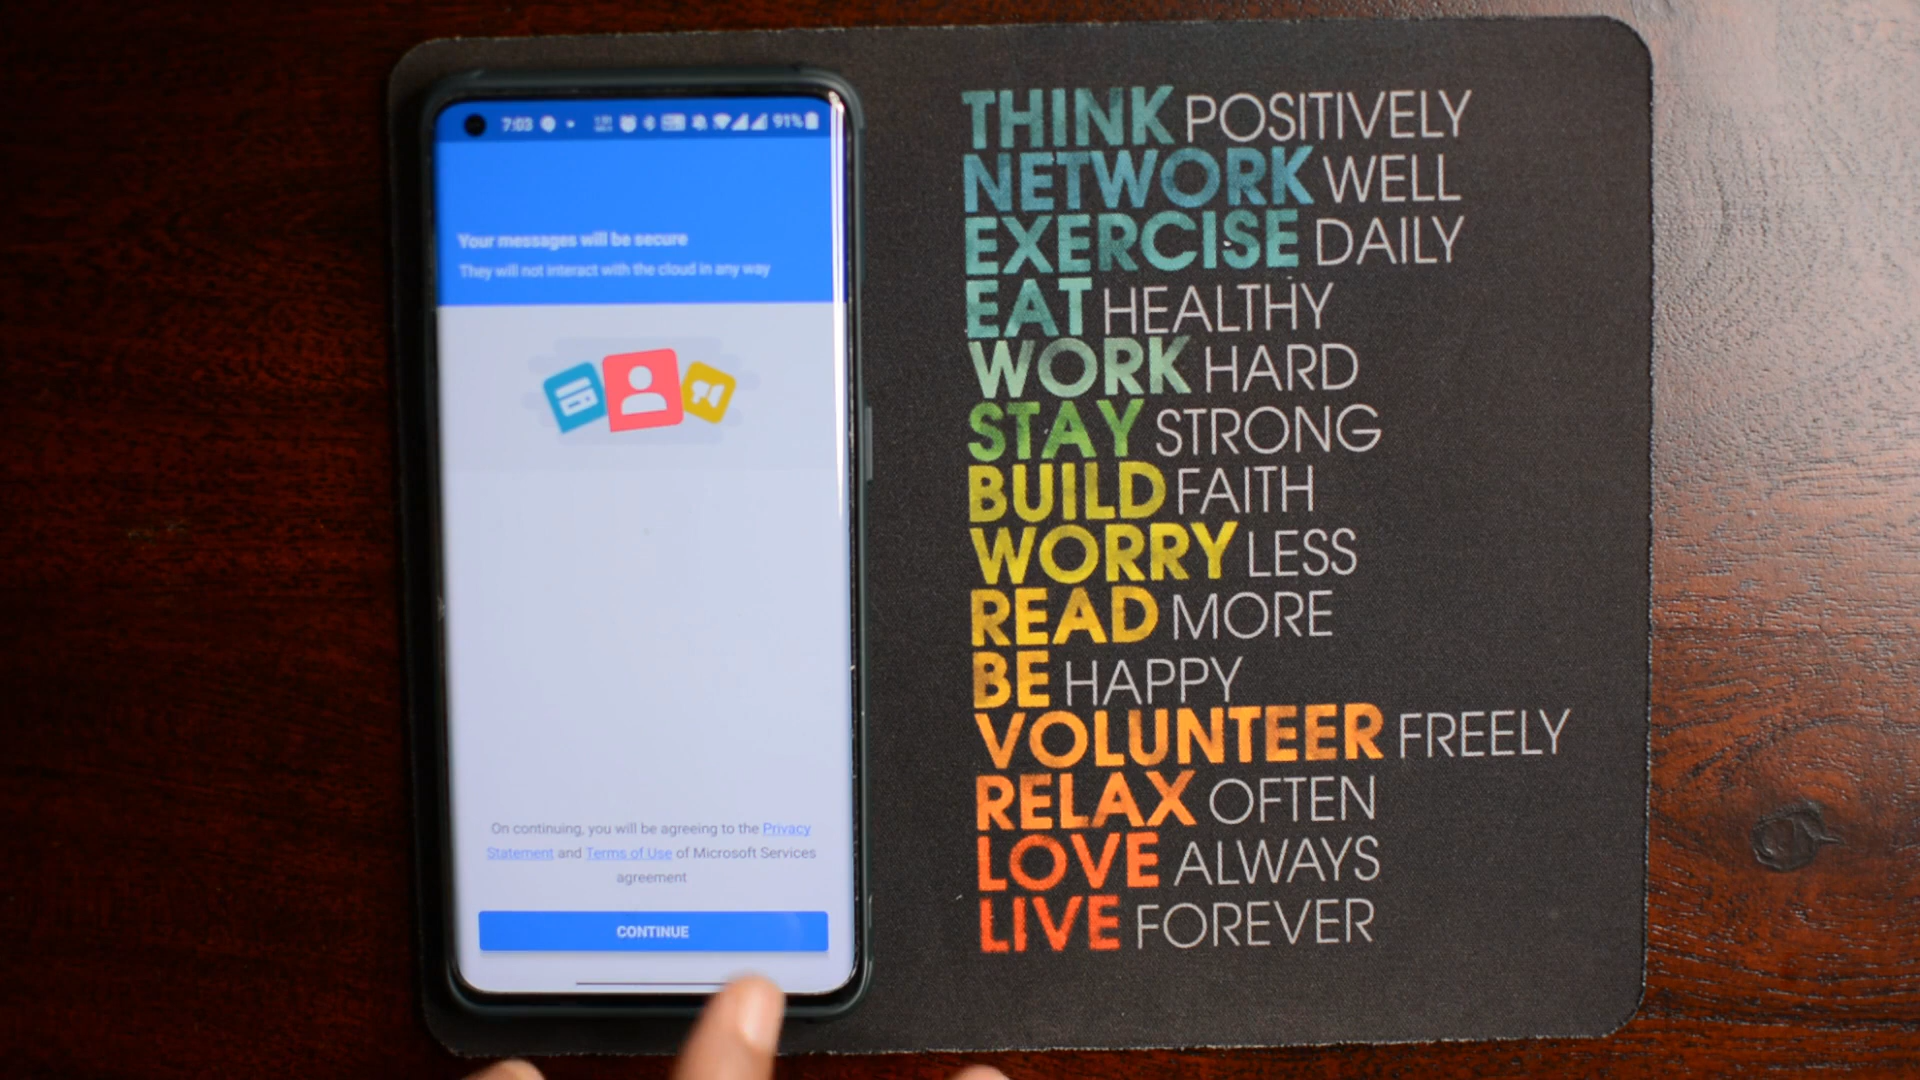 7:03 91%
Your messages will be secure
They will not interact with the cloud in any way
On continuing, you will be agreeing to the Privacy
Statement and Terms of Use of Microsoft Services
agreement
CONTINUE
THINK POSITIVELY
NETWORK WELL
EXERCISE DAILY
EAT HEALTHY
WORK HARD
STAY STRONG
BUILD FAITH
WORRY LESS
READ MORE
BE HAPPY
VOLUNTEER FREELY
RELAX OFTEN
LOVE ALWAYS
LIVE FOREVER